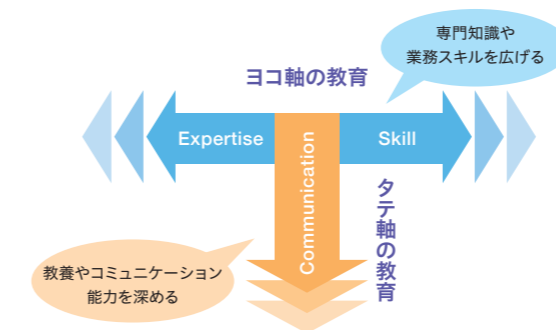 専門知識や
業務スキルを広げる
ヨコ軸の教育
Expertise
Skill
Communication
タテ軸の教育
教養やコミュニケーション
能力を深める